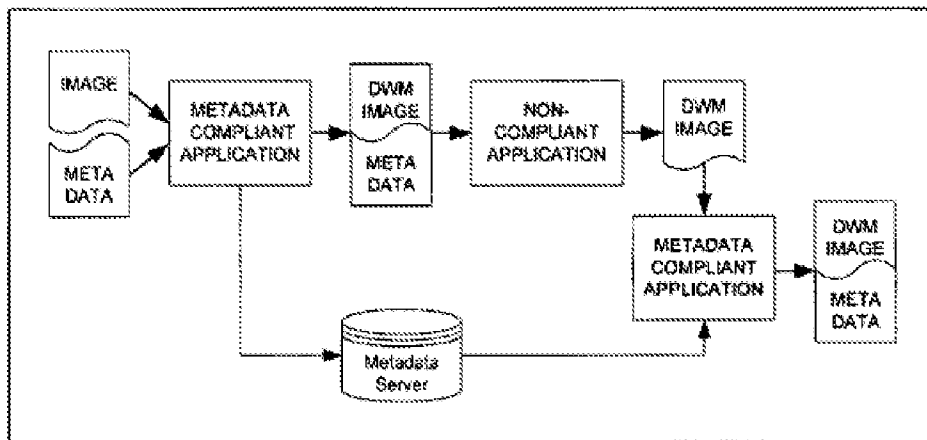 IMAGE
META
DATA
METADATA
COMPLIANT
APPLICATION
DWM
IMAGE
META
DATA
NON-
COMPLIANT
APPLICATION
DWM
IMAGE
METADATA
COMPLIANT
APPLICATION
DWM
IMAGE
META
DATA
Metadata
Server